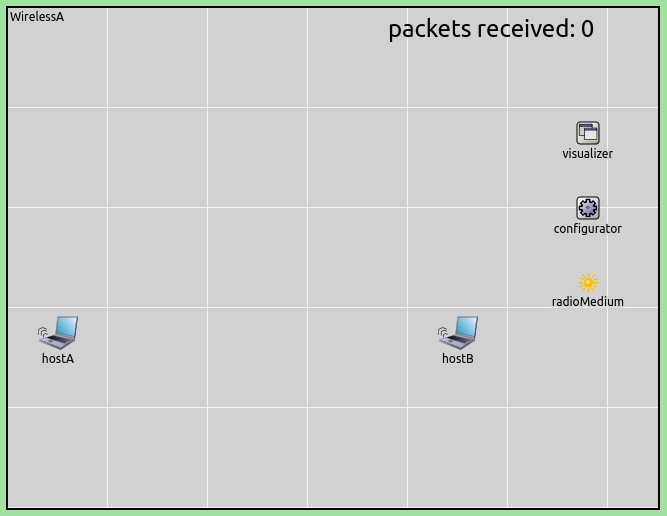 WirelessA
packets received: 0
visualizer
configurator
radioMedium
hostA
hostB